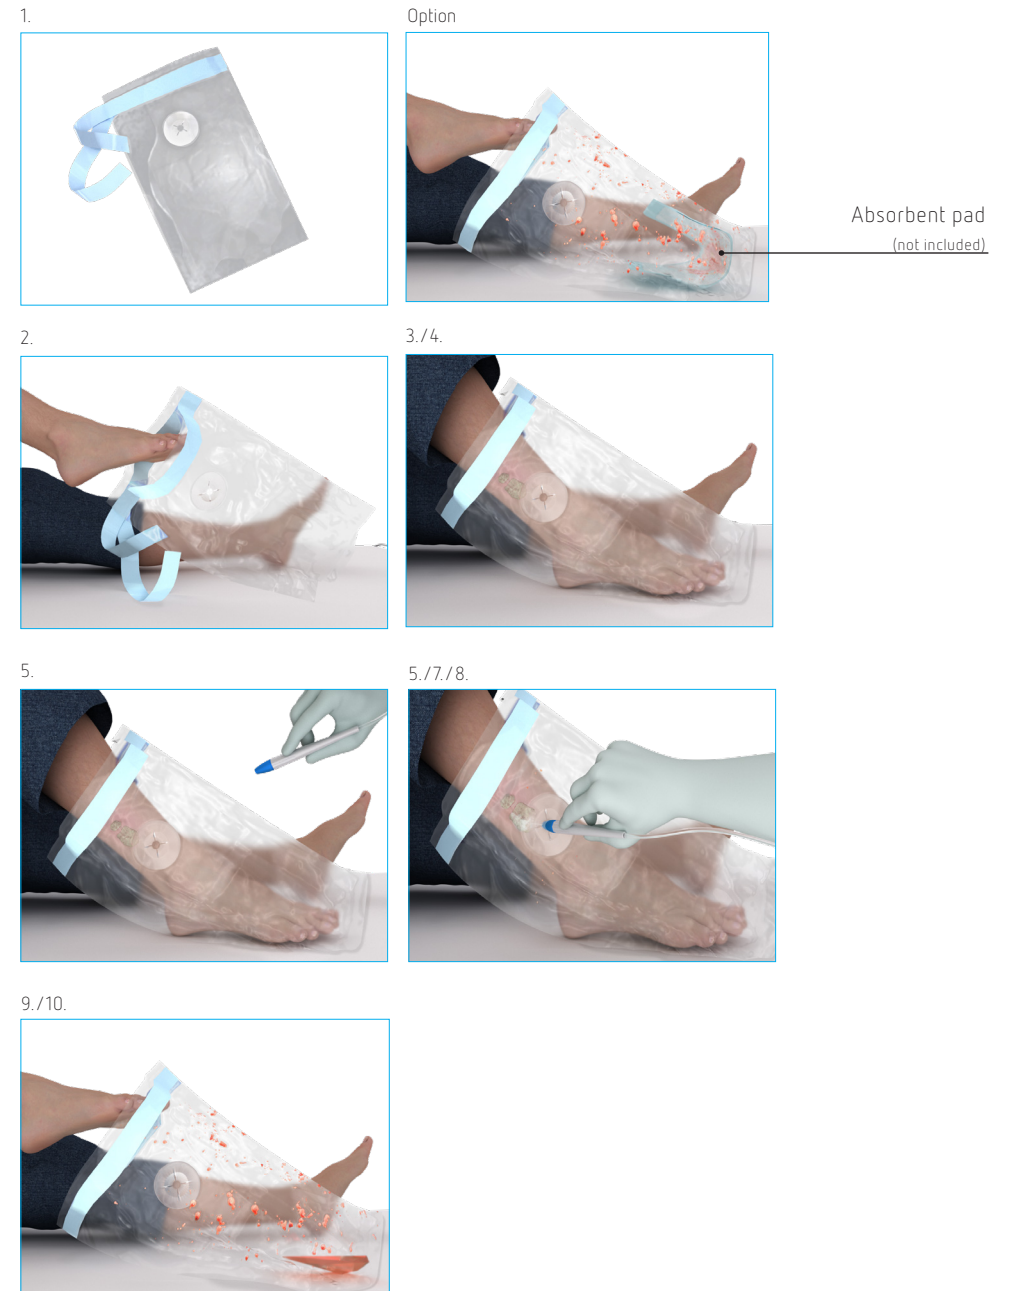 1.
Option
Absorbent pad
(not included)
2.
3./4.
5.
5./7./8.
9./10.